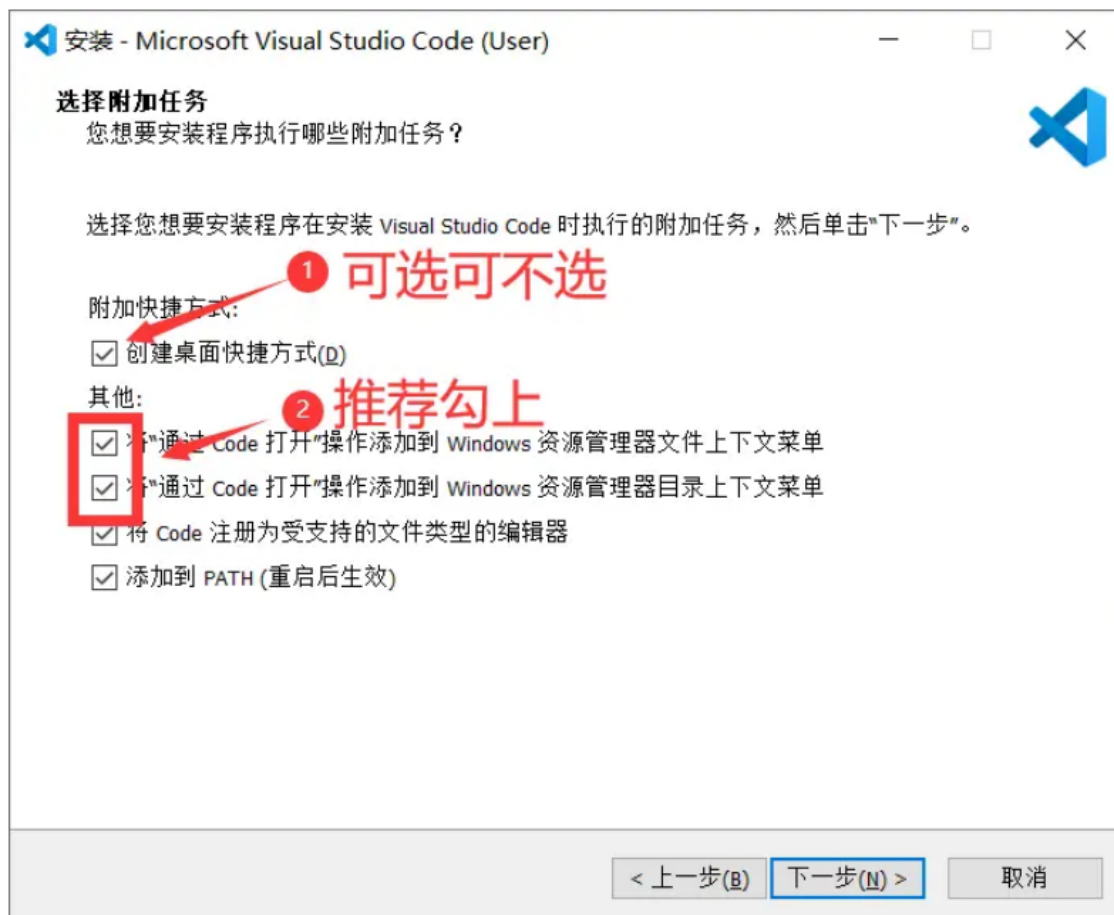 安装 - Microsoft Visual Studio Code (User)
选择附加任务
您想要安装程序执行哪些附加任务？
选择您想要安装程序在安装 Visual Studio Code 时执行的附加任务，然后单击“下一步”。
1 可选可不选
附加快捷方式:
创建桌面快捷方式(D)
其他:
2 推荐勾上
将“通过 Code 打开”操作添加到 Windows 资源管理器文件上下文菜单
将“通过 Code 打开”操作添加到 Windows 资源管理器目录上下文菜单
将 Code 注册为受支持的文件类型的编辑器
添加到 PATH (重启后生效)
< 上一步(B) 下一步(N) > 取消